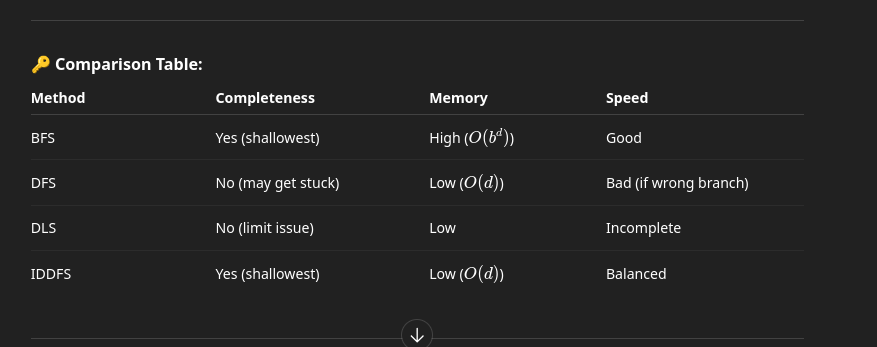 🔑 Comparison Table:
Method Completeness Memory Speed
BFS Yes (shallowest) High (O(b^d)) Good
DFS No (may get stuck) Low (O(d)) Bad (if wrong branch)
DLS No (limit issue) Low Incomplete
IDDFS Yes (shallowest) Low (O(d)) Balanced